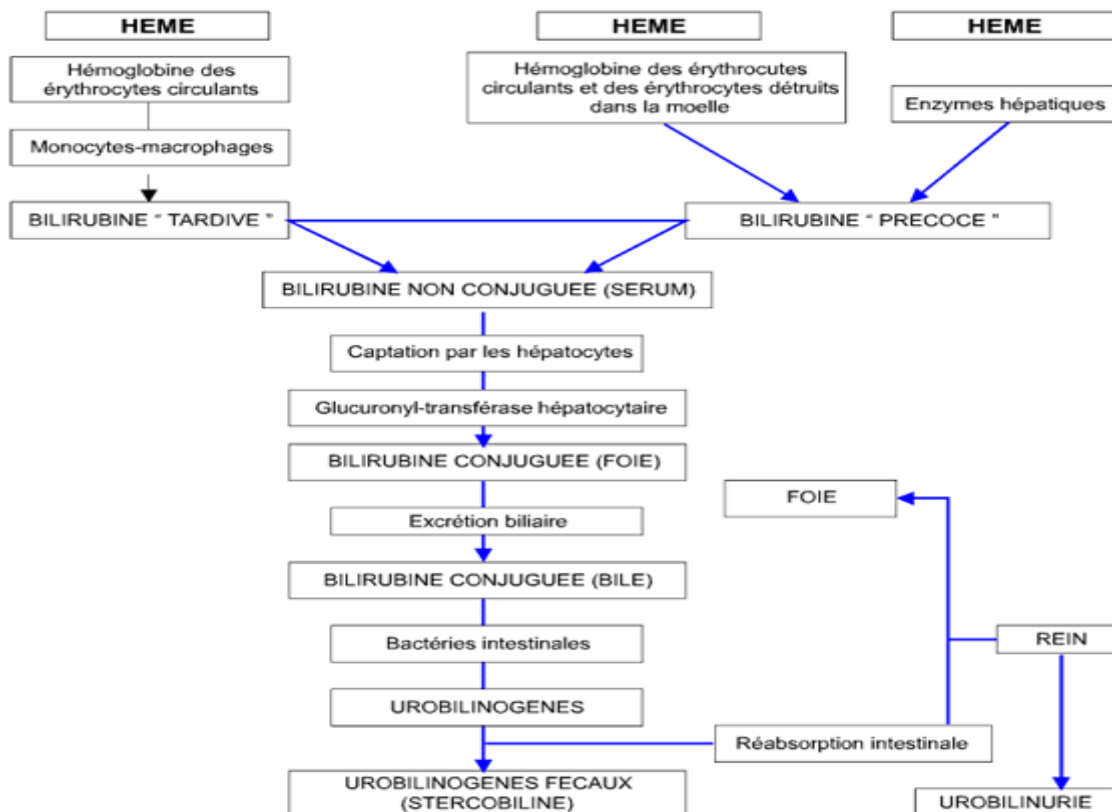 HEME
HEME
HEME
Hémoglobine des
érythrocytes circulants
Hémoglobine des érythrocutes
circulants et des érythrocytes détruits
dans la moelle
Enzymes hépatiques
Monocytes-macrophages
BILIRUBINE " TARDIVE "
BILIRUBINE " PRECOCE "
BILIRUBINE NON CONJUGUEE (SERUM)
Captation par les hépatocytes
Glucuronyl-transférase hépatocytaire
BILIRUBINE CONJUGUEE (FOIE)
FOIE
Excrétion biliaire
BILIRUBINE CONJUGUEE (BILE)
Bactéries intestinales
REIN
UROBILINOGENES
Réabsorption intestinale
UROBILINOGENES FECAUX
(STERCOBILINE)
UROBILINURIE